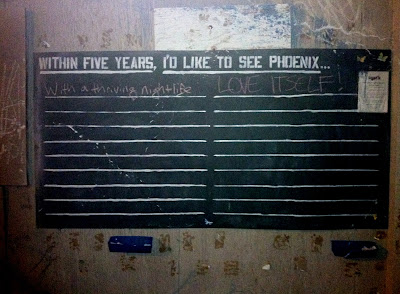 WITHIN FIVE YEARS, I'D LIKE TO SEE PHOENIX...
With a thriving nightlife
LOVE ITSELF!